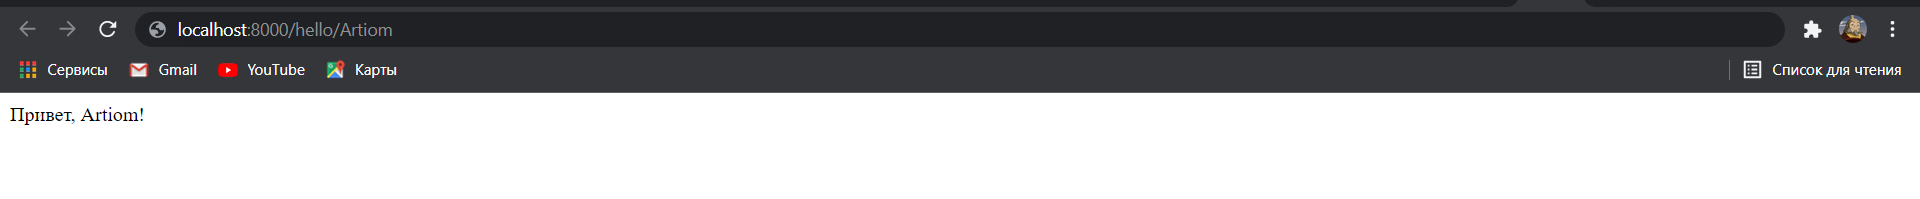 localhost:8000/hello/Artiom
Сервисы Gmail YouTube Карты Список для чтения
Привет, Artiom!